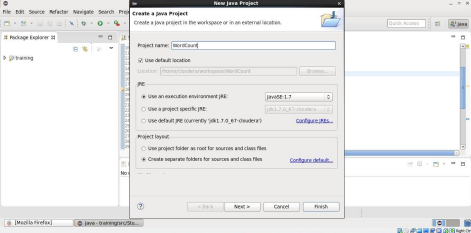 New Java Project
File Edit Source Refactor Navigate Search
Create a Java Project
Create a Java project in the workspace or in an external location.
Quick Access
Java
Package Explorer
training
Project name: WordCount
Use default location
Location: /home/cloudera/workspace/WordCount Browse...
JRE
Use an execution environment JRE: JavaSE-1.7
Use a project specific JRE: jdk1.7.0_67-cloudera
Use default JRE (currently 'jdk1.7.0_67-cloudera') Configure JREs...
Project layout
Use project folder as root for sources and class files
Create separate folders for sources and class files Configure default...
< Back Next > Cancel Finish
[Mozilla Firefox]
Right Ctrl